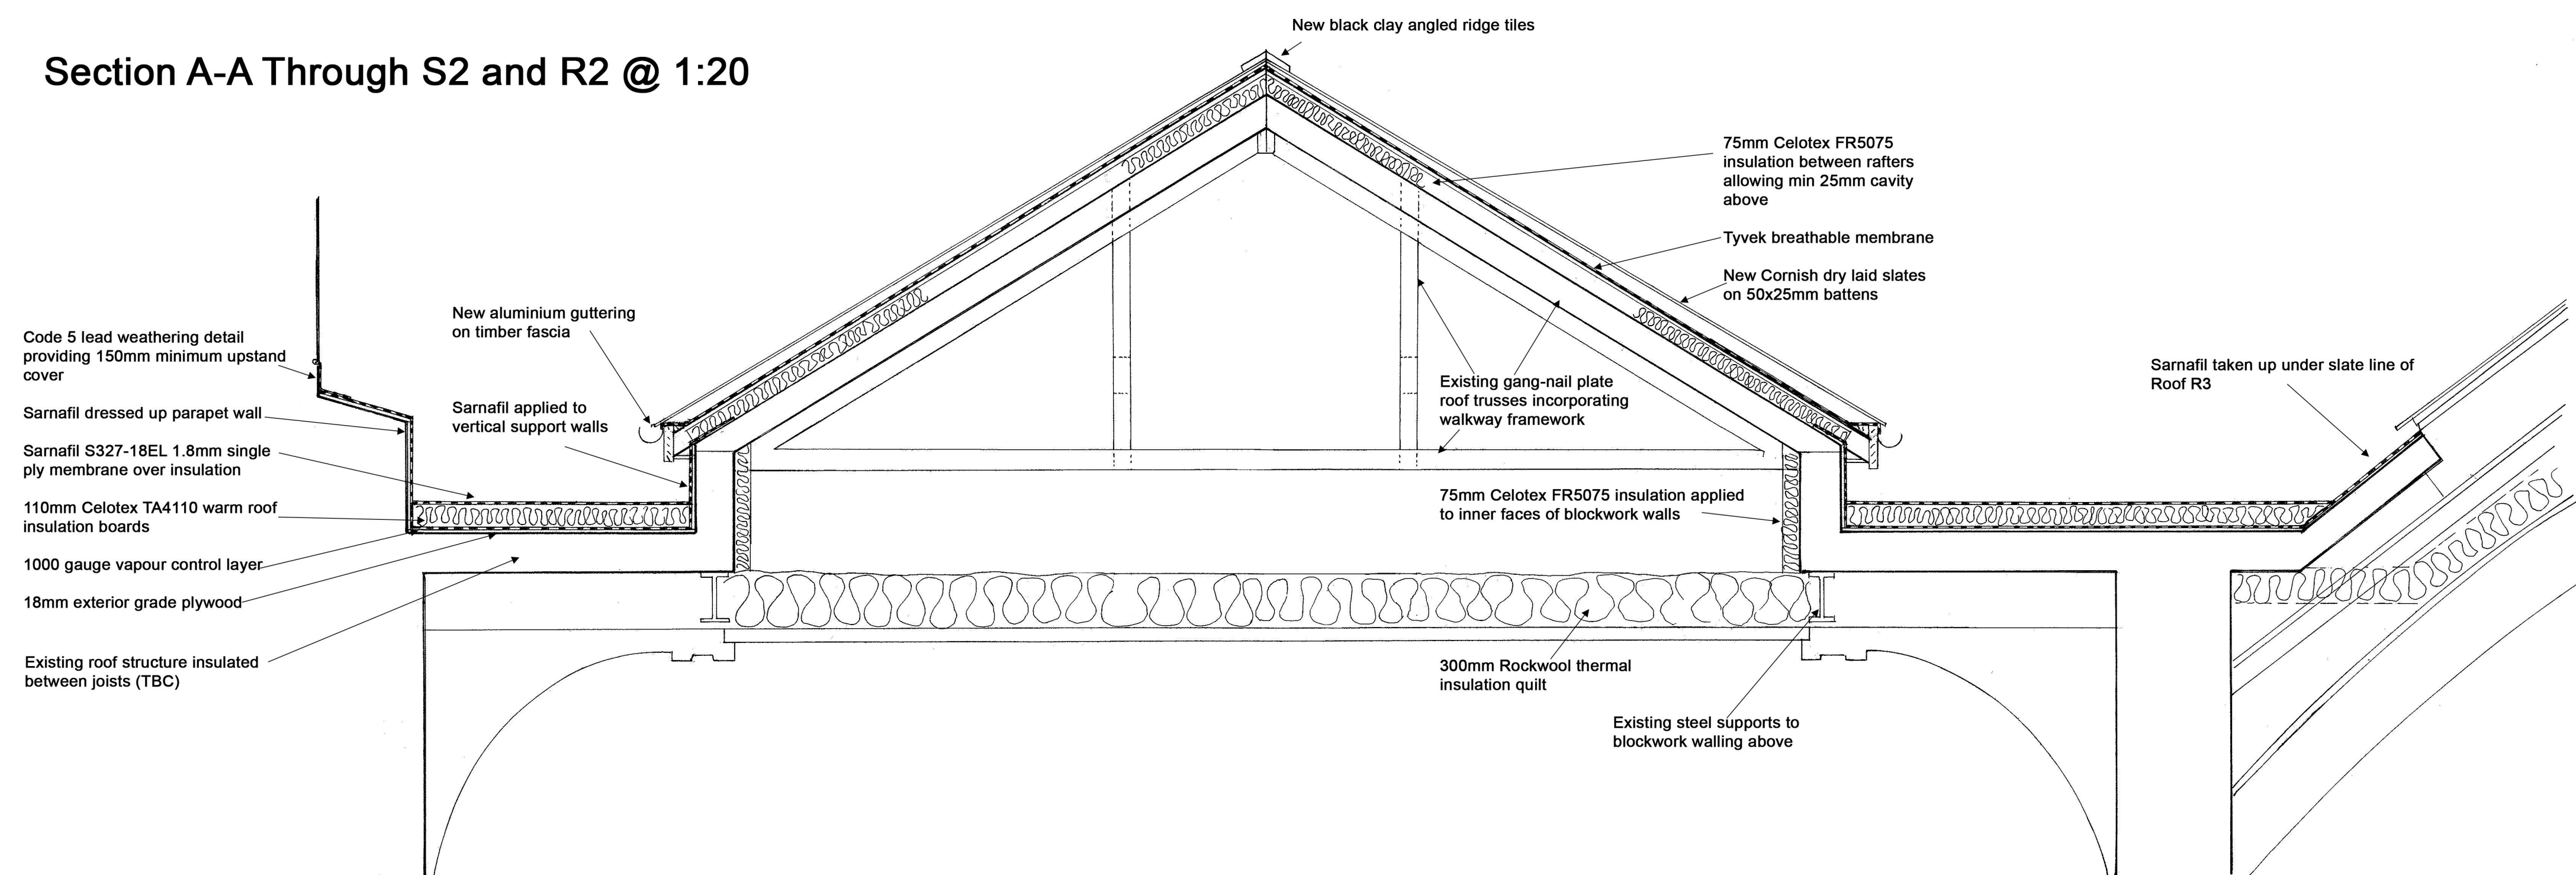 New black clay angled ridge tiles
Section A-A Through S2 and R2 @ 1:20
75mm Celotex FR5075
insulation between rafters
allowing min 25mm cavity
above
Tyvek breathable membrane
New Cornish dry laid slates
on 50x25mm battens
New aluminium guttering
on timber fascia
Code 5 lead weathering detail
providing 150mm minimum upstand
cover
Sarnafil dressed up parapet wall
Sarnafil S327-18EL 1.8mm single
ply membrane over insulation
110mm Celotex TA4110 warm roof
insulation boards
1000 gauge vapour control layer
18mm exterior grade plywood
Existing roof structure insulated
between joists (TBC)
Sarnafil applied to
vertical support walls
Existing gang-nail plate
roof trusses incorporating
walkway framework
75mm Celotex FR5075 insulation applied
to inner faces of blockwork walls
300mm Rockwool thermal
insulation quilt
Existing steel supports to
blockwork walling above
Sarnafil taken up under slate line of
Roof R3